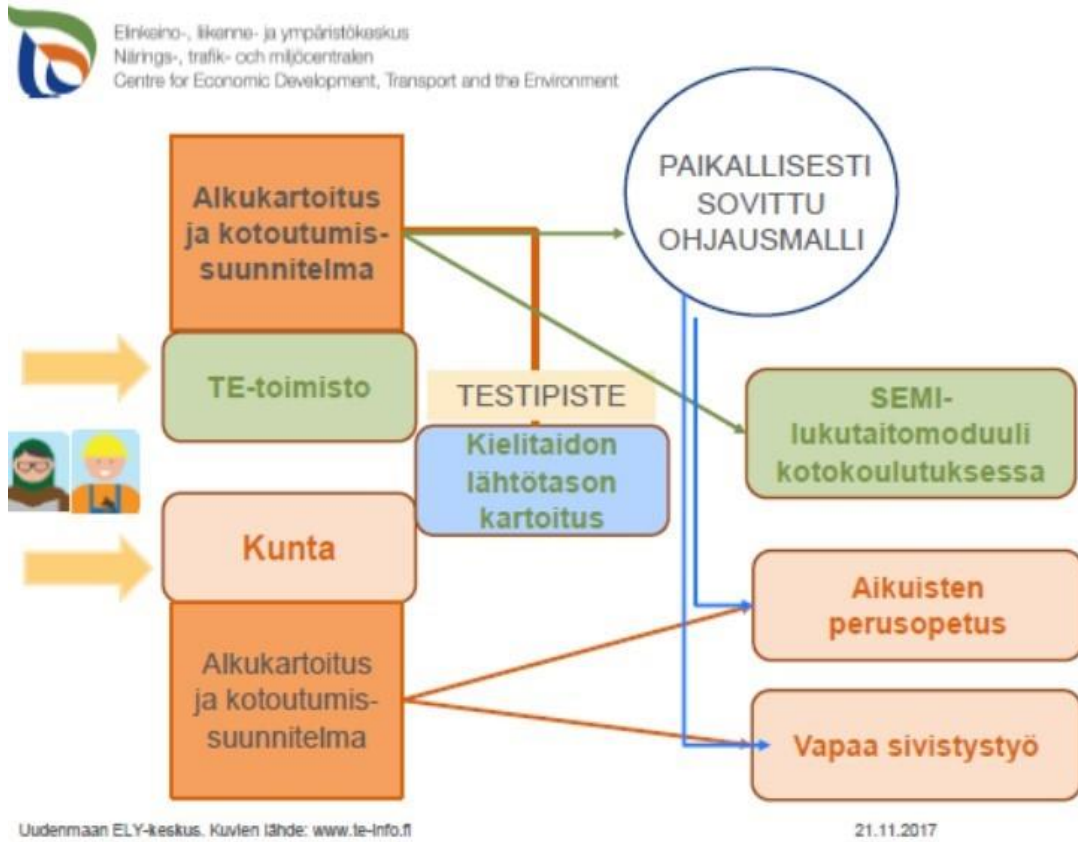 Elinkeino-, liikenne- ja ympäristökeskus
Närings-, trafik- och miljöcentralen
Centre for Economic Development, Transport and the Environment
Alkukartoitus
ja kotoutumis-
suunnitelma
PAIKALLISESTI
SOVITTU
OHJAUSMALLI
TE-toimisto
TESTIPISTE
Kielitaidon
lähtötason
kartoitus
SEMI-
lukutaitomoduuli
kotokoulutuksessa
Kunta
Aikuisten
perusopetus
Alkukartoitus
ja kotoutumis-
suunnitelma
Vapaa sivistystyö
Uudenmaan ELY-keskus. Kuvien lähde: www.te-info.fi
21.11.2017